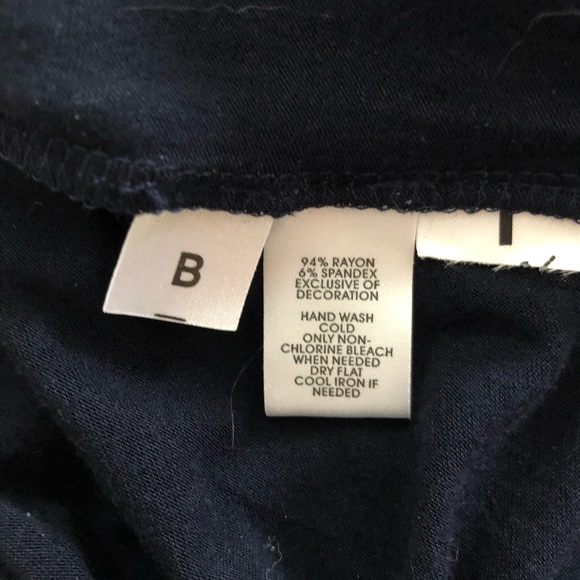 B
94% RAYON
6% SPANDEX
EXCLUSIVE OF
DECORATION
HAND WASH
COLD
ONLY NON-
CHLORINE BLEACH
WHEN NEEDED
DRY FLAT
COOL IRON IF
NEEDED